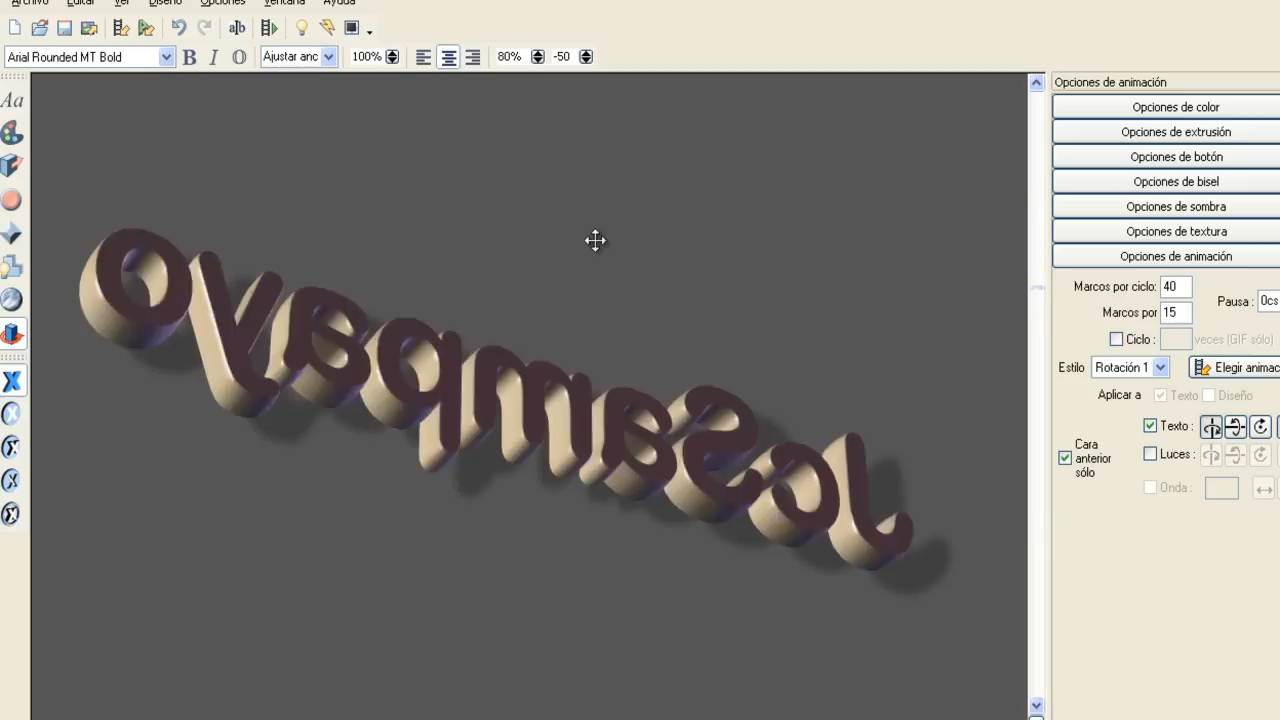 Archivo Editar Ver Diseño Opciones Ventana Ayuda
Arial Rounded MT Bold B I O Ajustar anc 100% 80% -50
Opciones de animación
Opciones de color
Opciones de extrusión
Opciones de botón
Opciones de bisel
Opciones de sombra
Opciones de textura
Opciones de animación
Marcos por ciclo: 40 Pausa : 0cs
Marcos por 15
Ciclo : veces (GIF sólo)
Estilo Rotación 1 Elegir animac
Aplicar a Texto Diseño
Cara anterior sólo
Texto :
Luces :
Onda :
Aa
JoSampayo